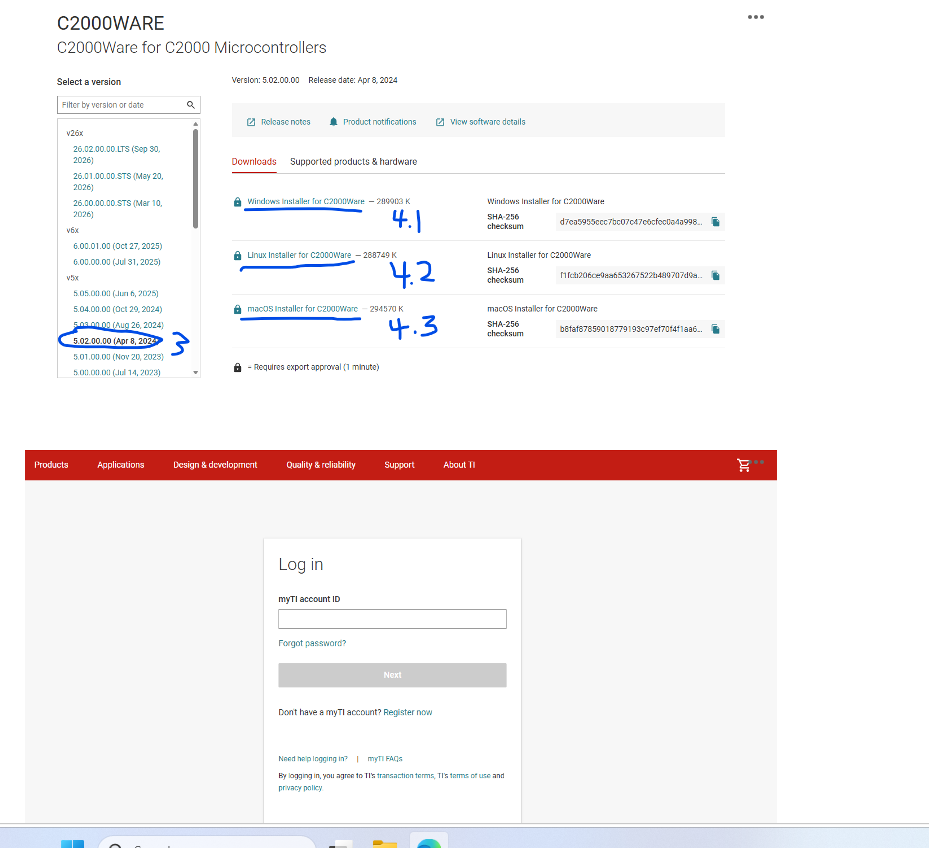 C2000WARE
C2000Ware for C2000 Microcontrollers
Select a version
Version: 5.02.00.00 Release date: Apr 8, 2024
Filter by version or date
Release notes Product notifications View software details
v26x
26.02.00.00.LTS (Sep 30,
2026)
26.01.00.00.STS (May 20,
2026)
26.00.00.00.STS (Mar 10,
2026)
v6x
6.00.01.00 (Oct 27, 2025)
6.00.00.00 (Jul 31, 2025)
v5x
5.05.00.00 (Jun 6, 2025)
5.04.00.00 (Oct 29, 2024)
5.03.00.00 (Aug 26, 2024)
5.02.00.00 (Apr 8, 2024) 3
5.01.00.00 (Nov 20, 2023)
5.00.00.00 (Jul 14, 2023)
Downloads Supported products & hardware
Windows Installer for C2000Ware — 289903 K
4.1
Windows Installer for C2000Ware
SHA-256
checksum
d7ea5955ccc7bc07c47e6cfec0a4a998...
Linux Installer for C2000Ware — 288749 K
4.2
Linux Installer for C2000Ware
SHA-256
checksum
f1fcb206ce9aa653267522b489707d9a...
macOS Installer for C2000Ware — 294570 K
4.3
macOS Installer for C2000Ware
SHA-256
checksum
b8faf87859018779193c97ef70f4f1aa6...
= Requires export approval (1 minute)
Products Applications Design & development Quality & reliability Support About TI
Log in
myTI account ID
Forgot password?
Next
Don't have a myTI account? Register now
Need help logging in? | myTI FAQs
By logging in, you agree to TI's transaction terms, TI's terms of use and
privacy policy